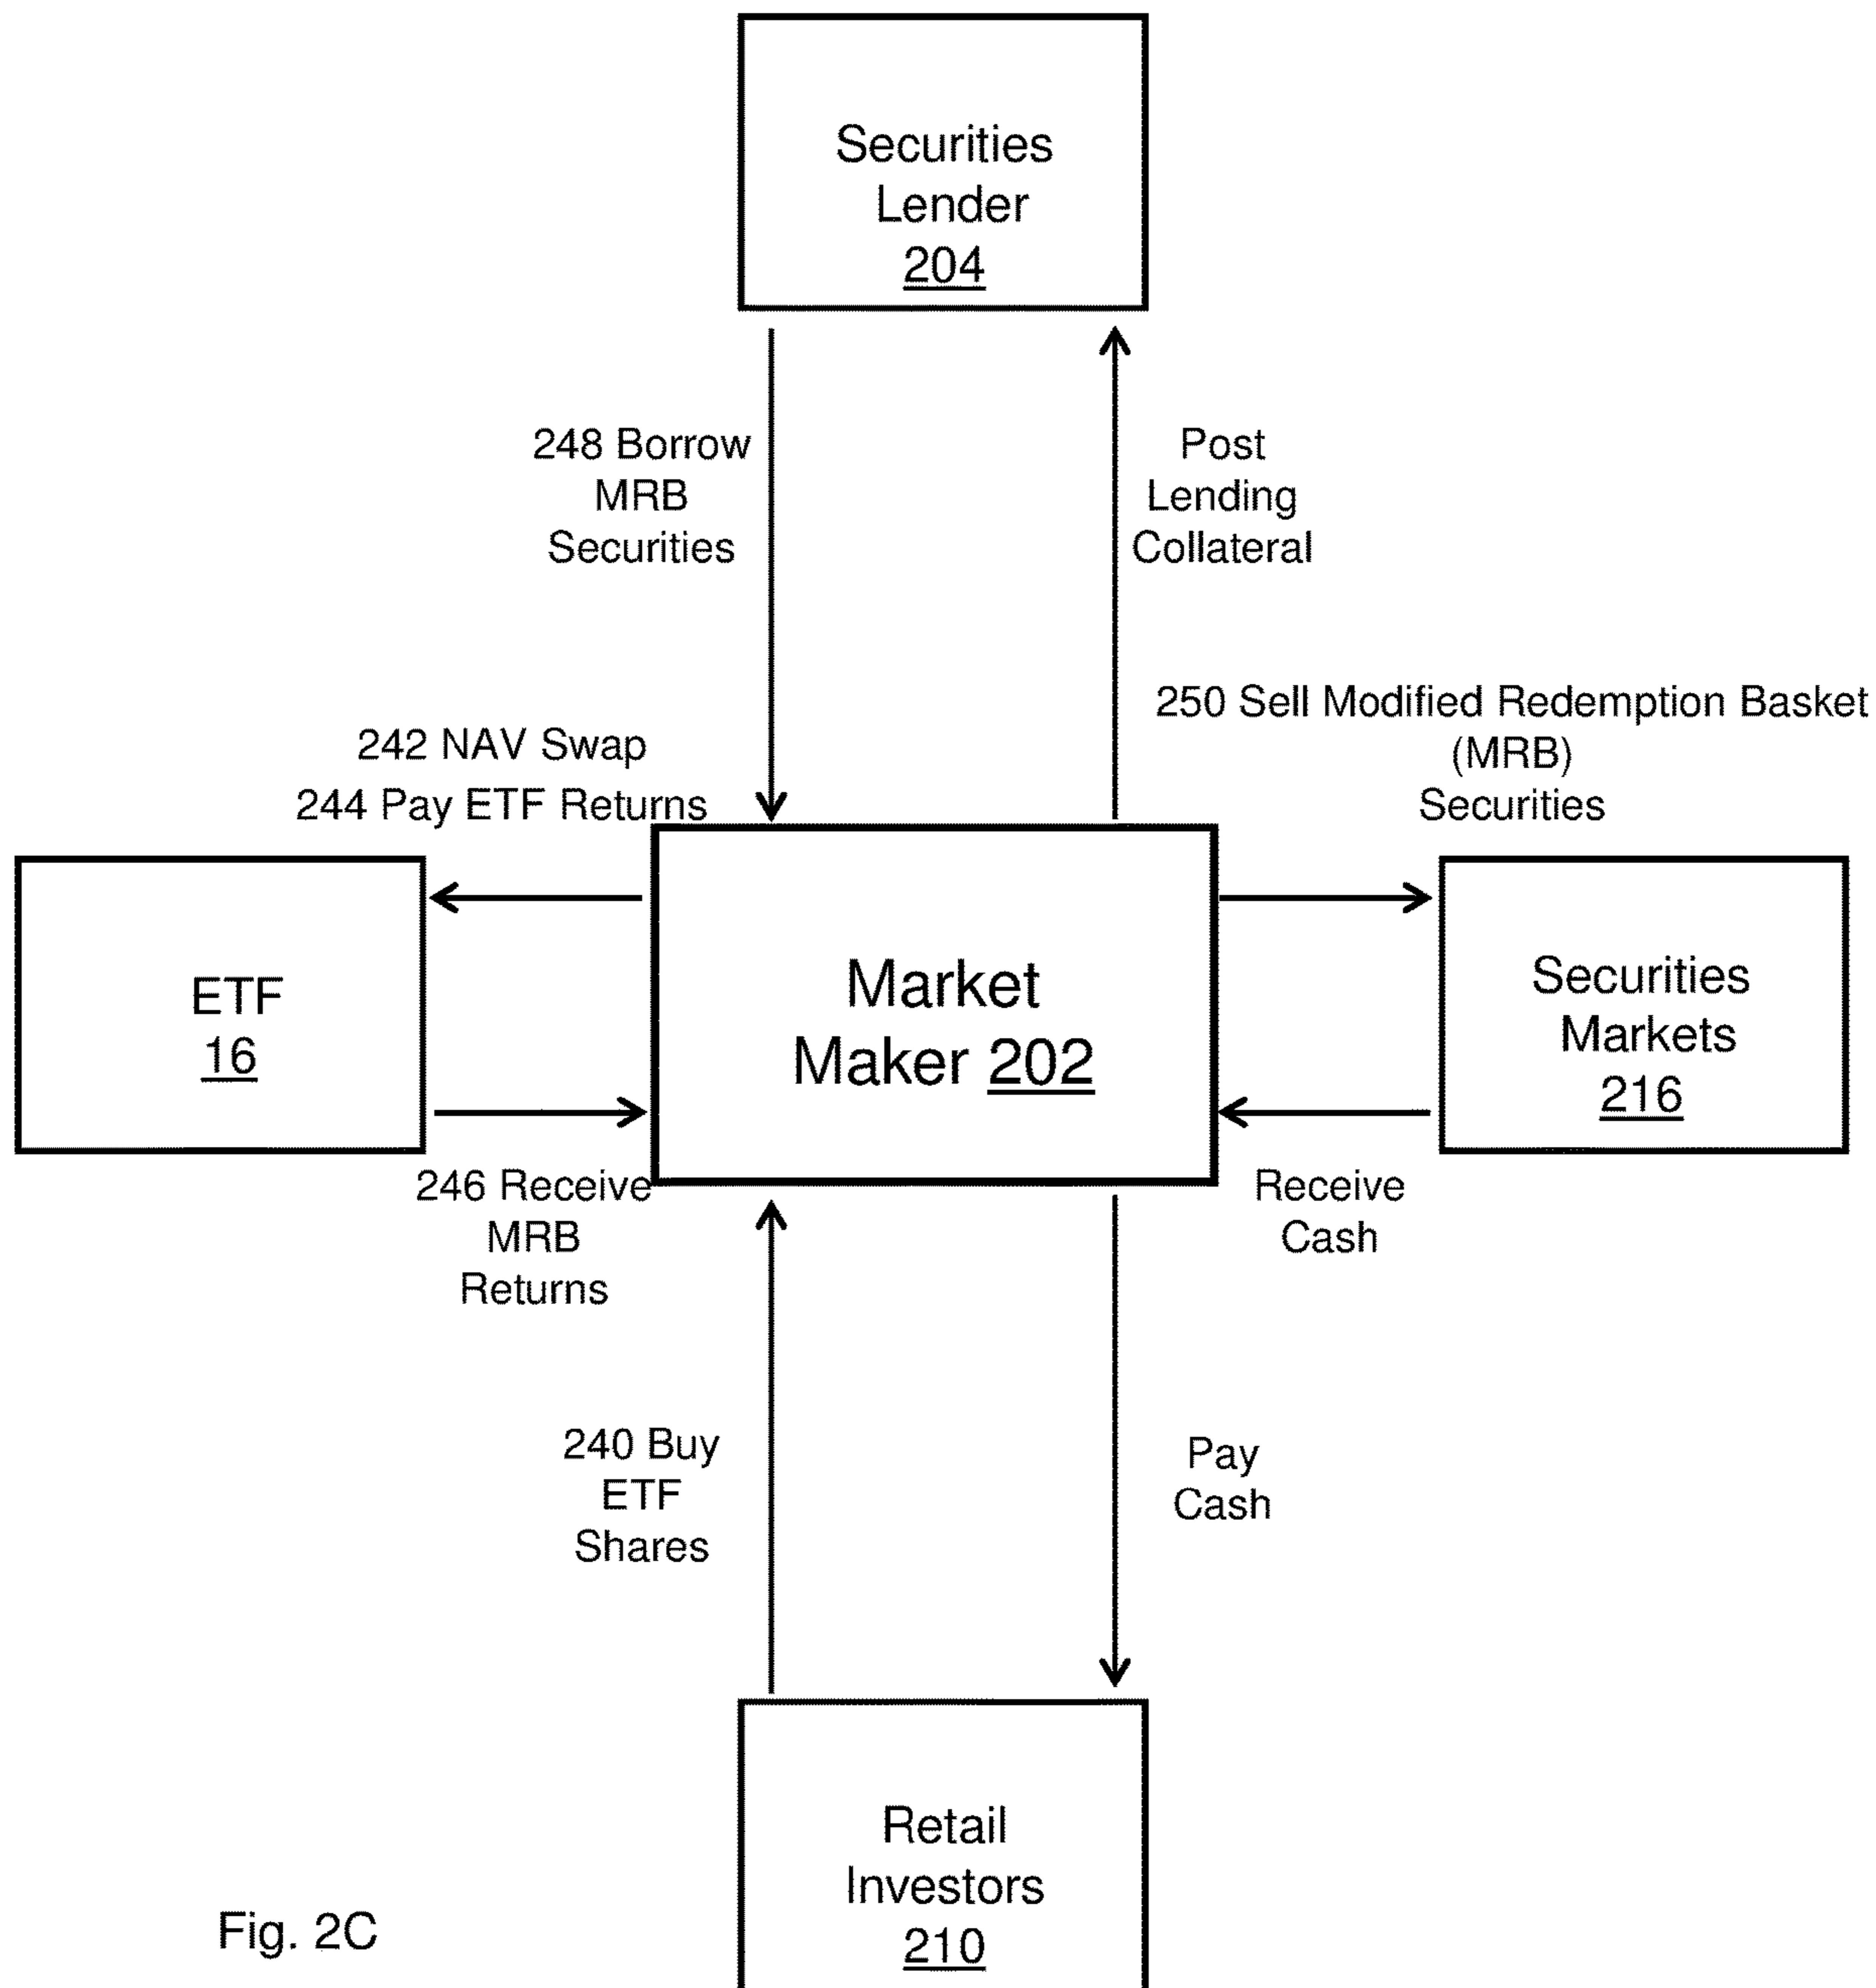 Securities
Lender
204
248 Borrow
MRB
Securities
Post
Lending
Collateral
242 NAV Swap
244 Pay ETF Returns
250 Sell Modified Redemption Basket
(MRB)
Securities
ETF
16
Market
Maker 202
Securities
Markets
216
246 Receive
MRB
Returns
Receive
Cash
240 Buy
ETF
Shares
Pay
Cash
Retail
Investors
210
Fig. 2C